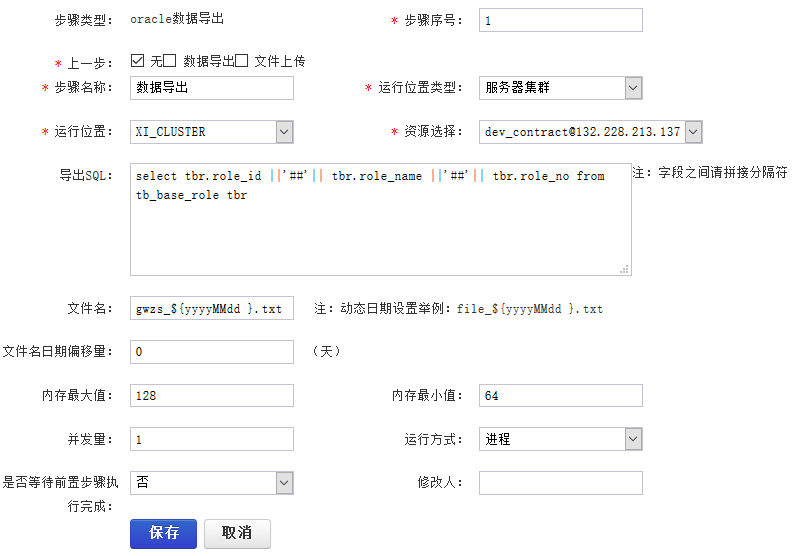 步骤类型： oracle数据导出 * 步骤序号： 1
* 上一步： 无 数据导出 文件上传
* 步骤名称： 数据导出 * 运行位置类型： 服务器集群
* 运行位置： XI_CLUSTER * 资源选择： dev_contract@132.228.213.137
导出SQL： select tbr.role_id ||'##'|| tbr.role_name ||'##'|| tbr.role_no from 注：字段之间请拼接分隔符
tb_base_role tbr
文件名： gwzs_${yyyyMMdd }.txt 注：动态日期设置举例：file_${yyyyMMdd }.txt
文件名日期偏移量： 0 （天）
内存最大值： 128 内存最小值： 64
并发量： 1 运行方式： 进程
是否等待前置步骤执 否 修改人：
行完成：
保存 取消